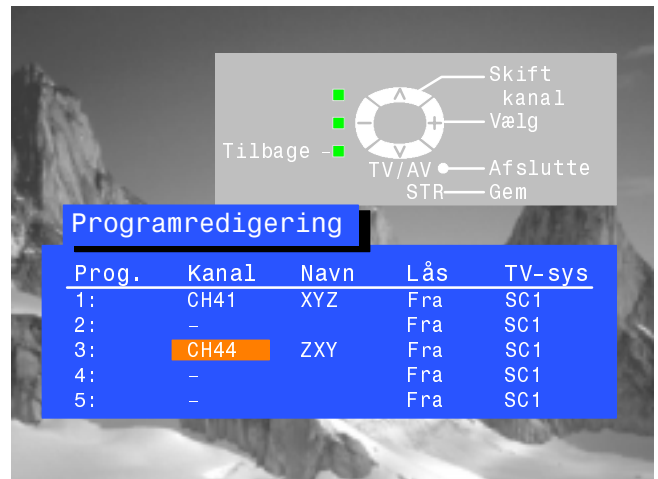 Skift
kanal
Vælg
Tilbage –
TV/AV
Afslutte
STR
Gem
Programredigering
Prog. Kanal Navn Lås TV-sys
1: CH41 XYZ Fra SC1
2: – Fra SC1
3: CH44 ZXY Fra SC1
4: – Fra SC1
5: – Fra SC1